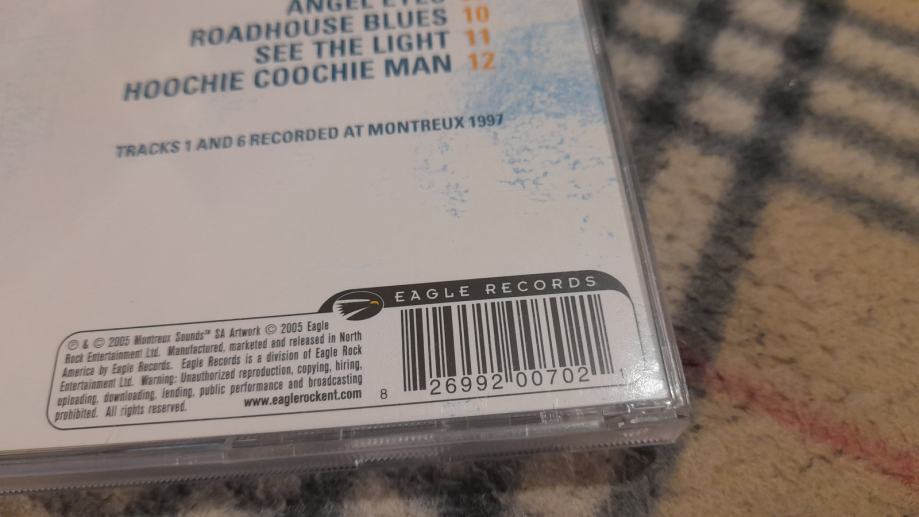 ANGEL EYES
ROADHOUSE BLUES 10
SEE THE LIGHT 11
HOOCHIE COOCHIE MAN 12
TRACKS 1 AND 6 RECORDED AT MONTREUX 1997
EAGLE RECORDS
℗ & © 2005 Montreux Sounds™ SA Artwork © 2005 Eagle
Rock Entertainment Ltd. Manufactured, marketed and released in North
America by Eagle Records. Eagle Records is a division of Eagle Rock
Entertainment Ltd. Warning: Unauthorized reproduction, copying, hiring,
uploading, downloading, lending, public performance and broadcasting
prohibited. All rights reserved.
www.eaglerockent.com
8 26992 00702 1